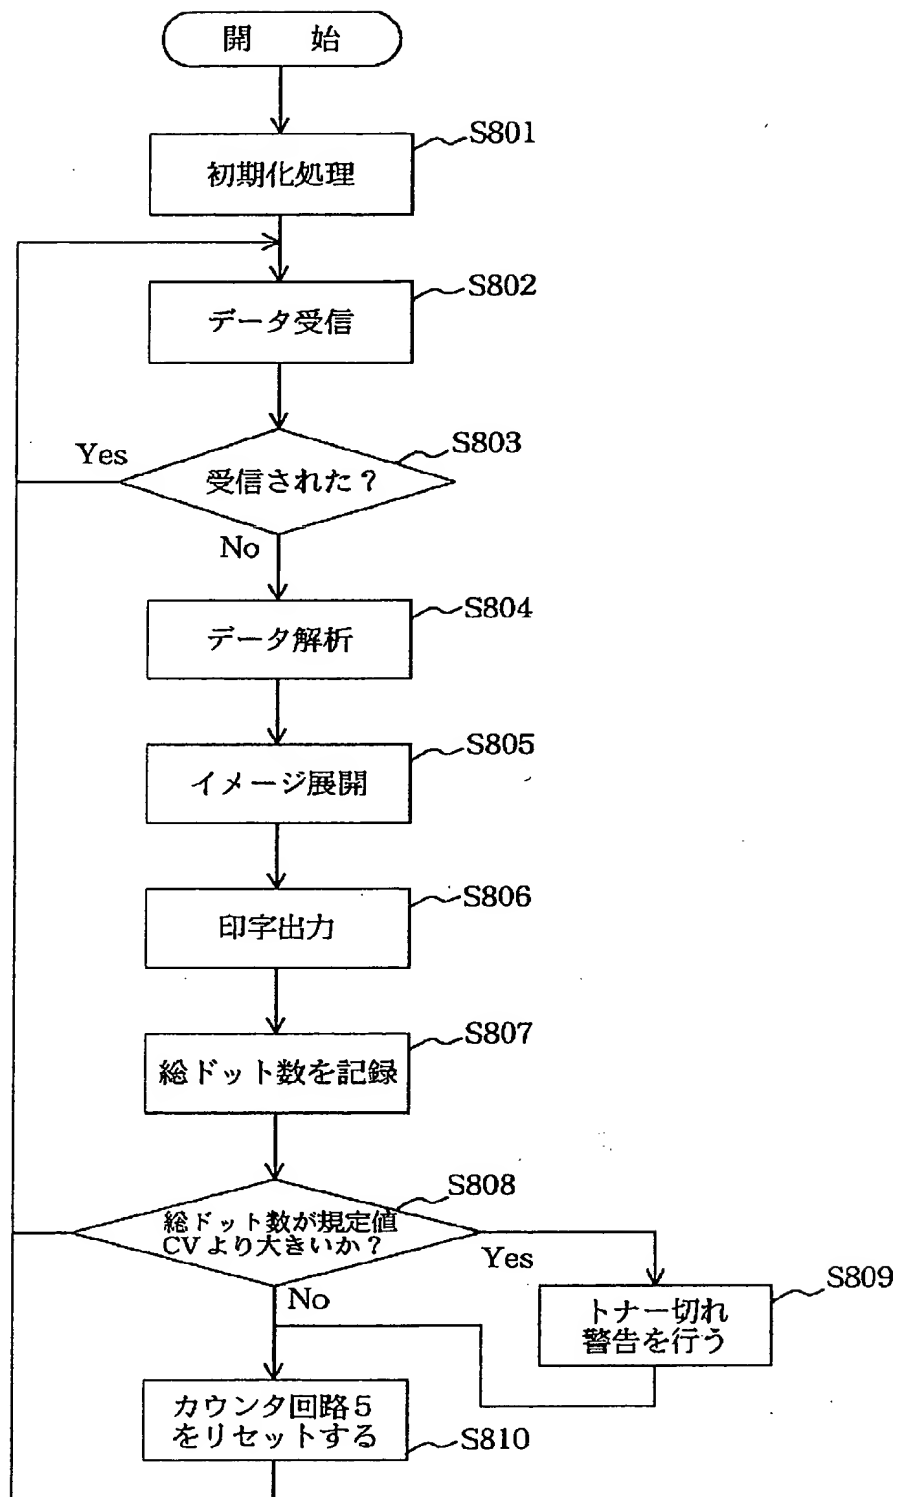 開　始
S801
初期化処理
S802
データ受信
S803
Yes
受信された？
No
S804
データ解析
S805
イメージ展開
S806
印字出力
S807
総ドット数を記録
S808
総ドット数が規定値
CVより大きいか？
Yes
No
S809
トナー切れ
警告を行う
カウンタ回路5
をリセットする
S810